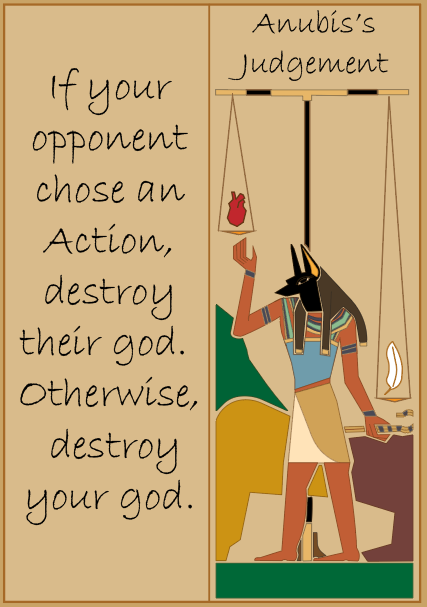 Anubis's
Judgement
If your
opponent
chose an
Action,
destroy
their god.
Otherwise,
destroy
your god.